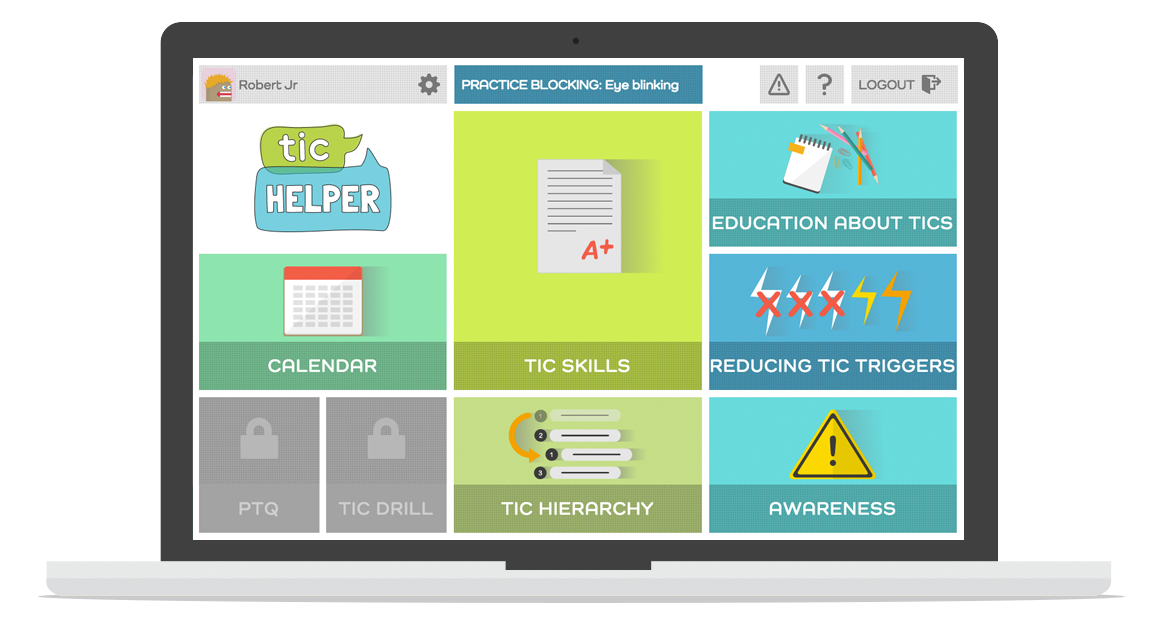 Robert Jr
PRACTICE BLOCKING: Eye blinking
?
LOGOUT
tic
HELPER
A+
EDUCATION ABOUT TICS
CALENDAR
TIC SKILLS
REDUCING TIC TRIGGERS
1
2
1
3
PTQ
TIC DRILL
TIC HIERARCHY
AWARENESS